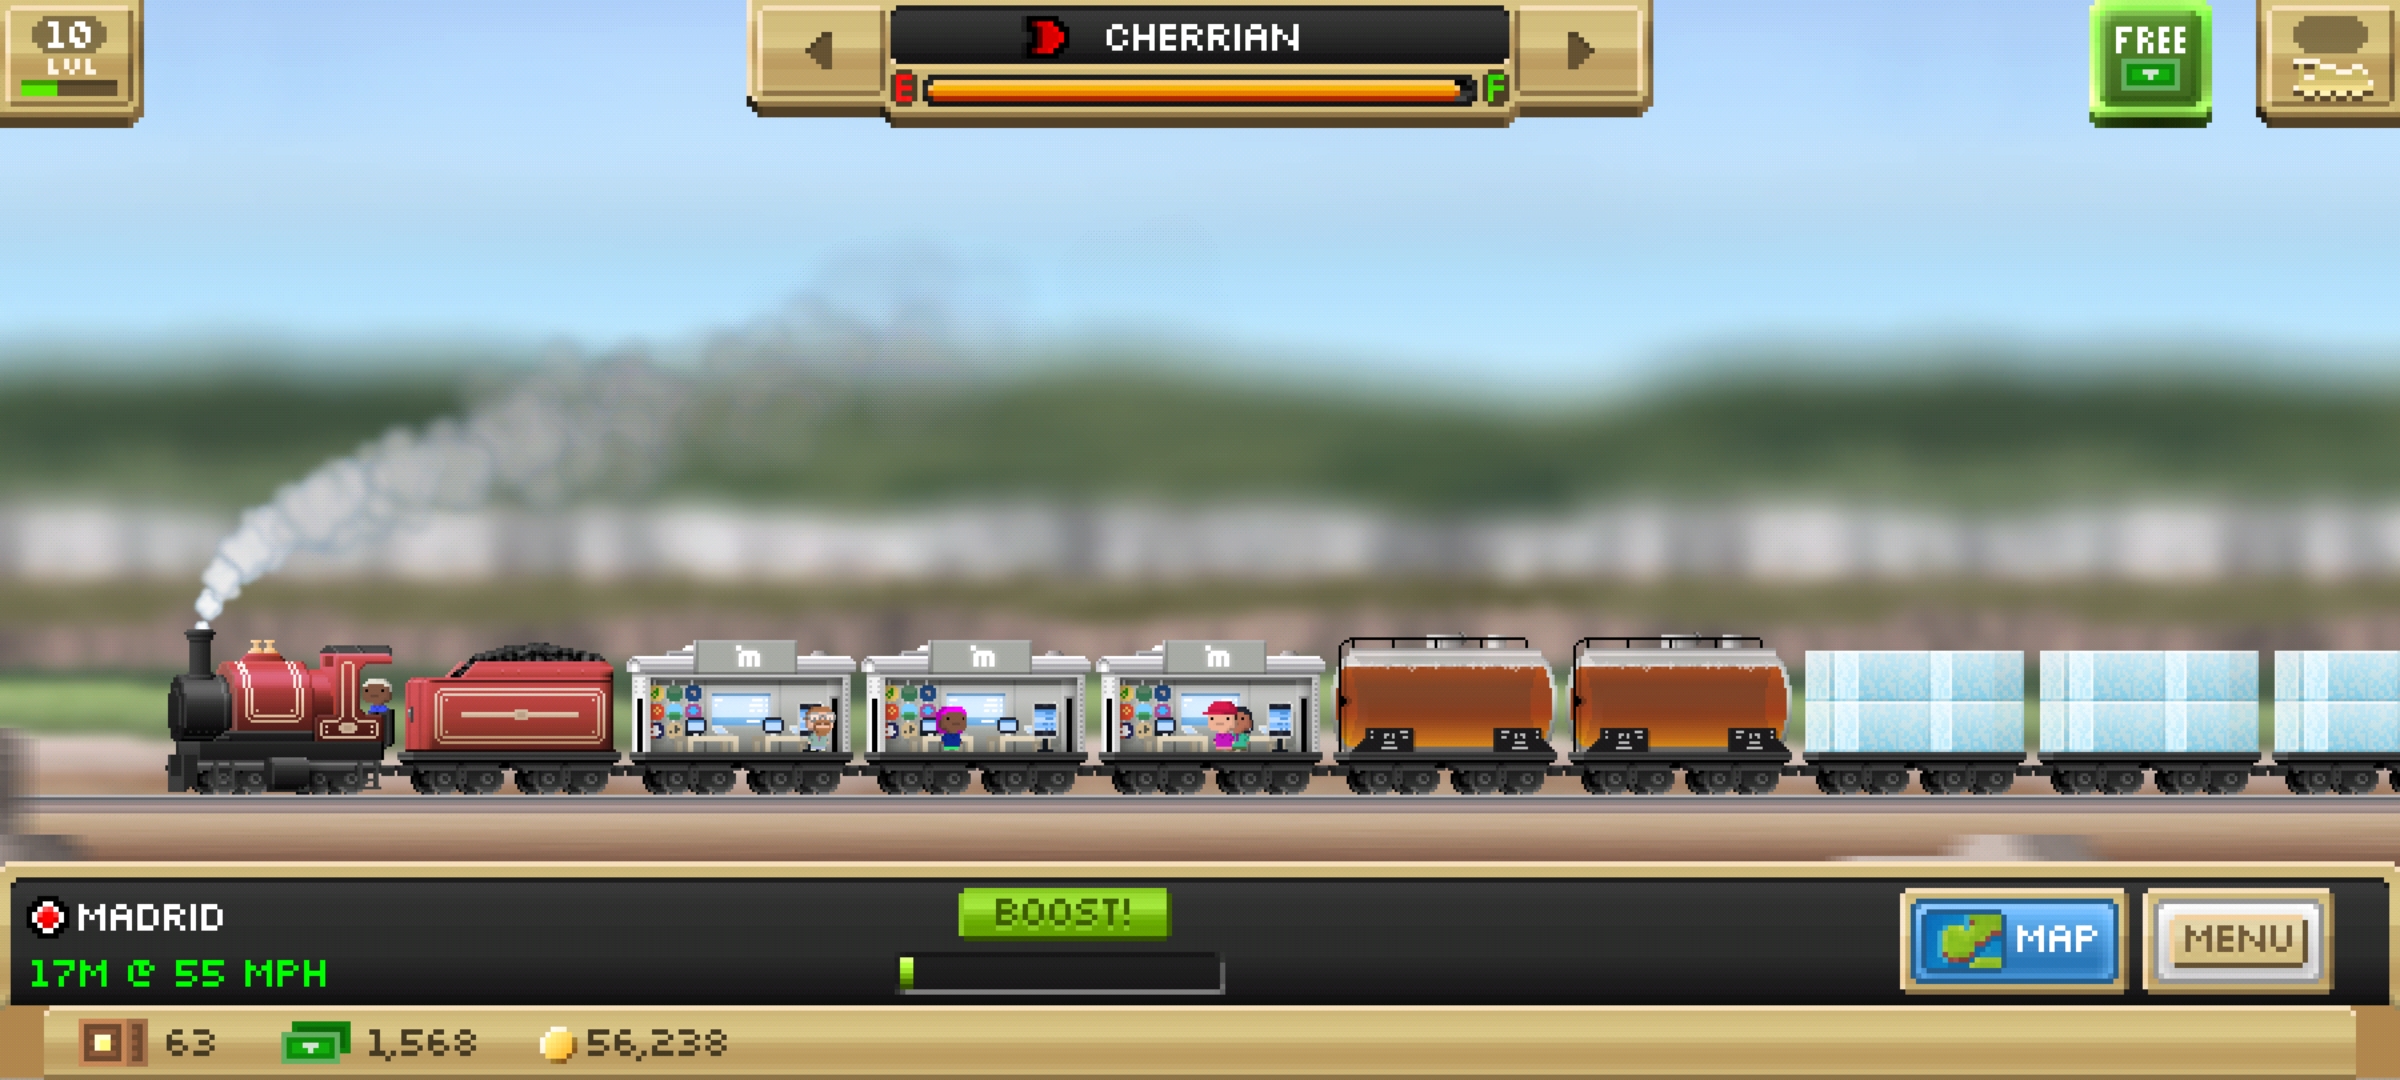 10
LVL
CHERRIAN
E F
FREE
m m m
MADRID
17M @ 55 MPH
BOOST!
MAP
MENU
63 1,568 56,238